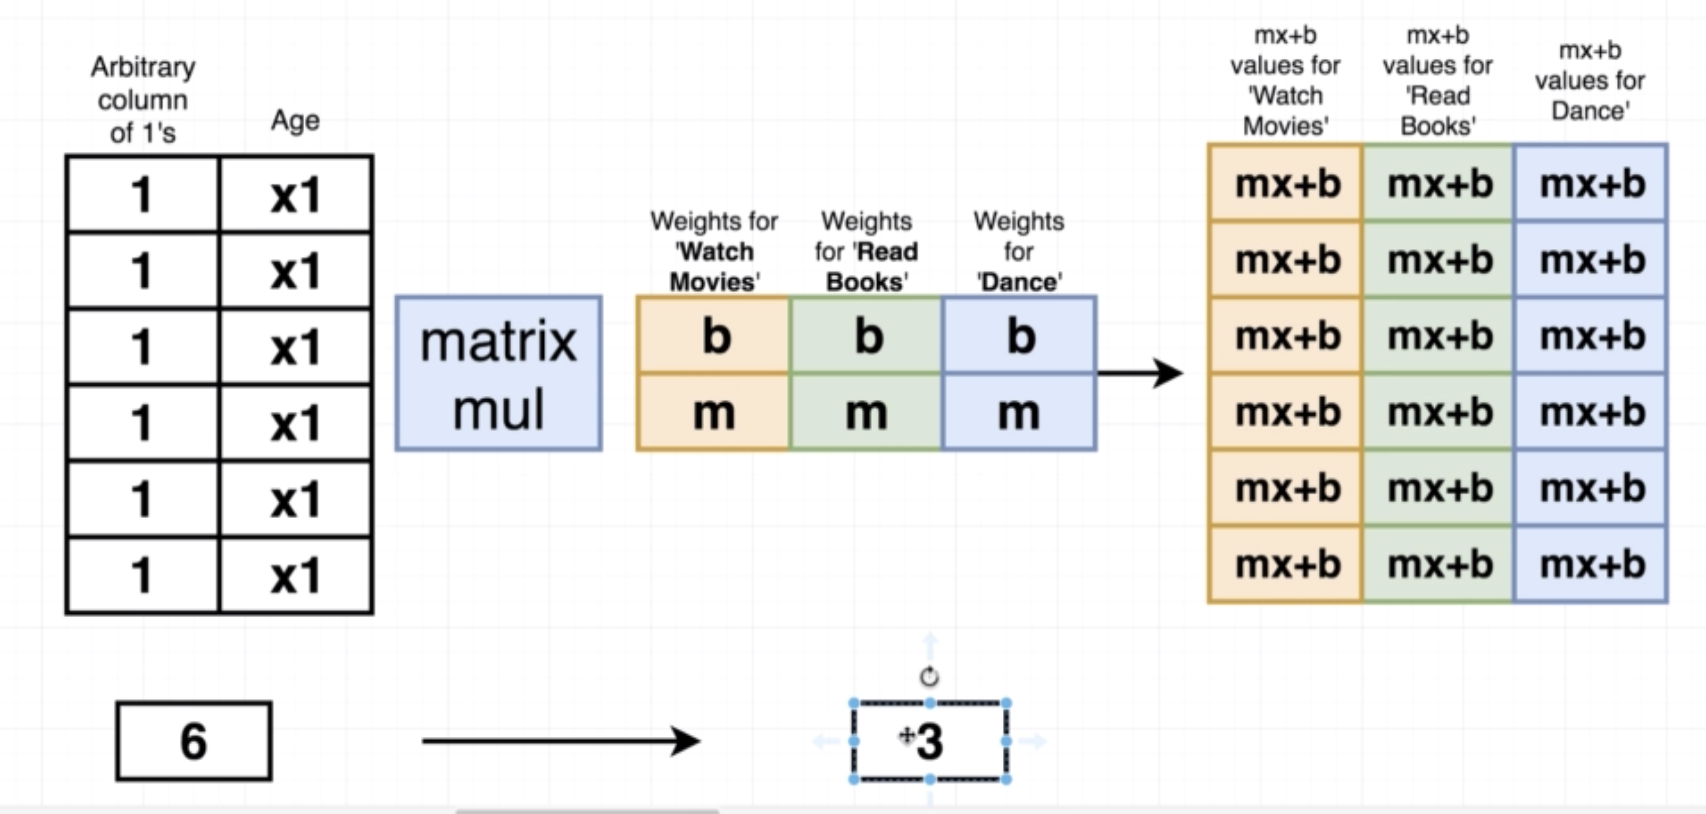 Arbitrary
column
of 1's
Age
1 x1
1 x1
1 x1
1 x1
1 x1
1 x1
matrix
mul
Weights for
'Watch
Movies'
Weights
for 'Read
Books'
Weights
for
'Dance'
b b b
m m m
mx+b
values for
'Watch
Movies'
mx+b
values for
'Read
Books'
mx+b
values for
Dance'
mx+b mx+b mx+b
mx+b mx+b mx+b
mx+b mx+b mx+b
mx+b mx+b mx+b
mx+b mx+b mx+b
mx+b mx+b mx+b
6
3